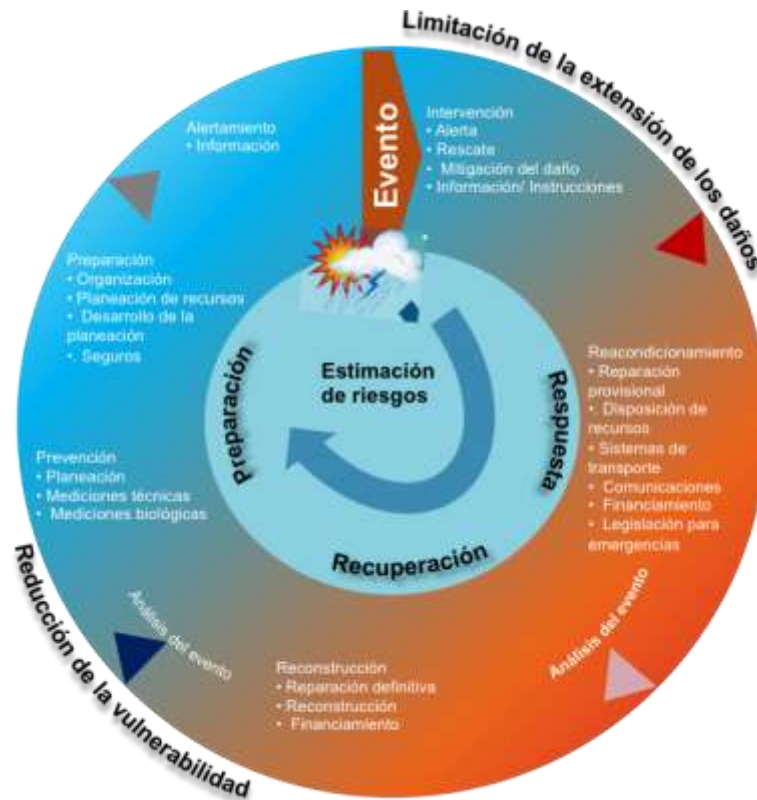 Limitación de la extensión de los daños
Evento
Intervención
• Alerta
• Rescate
• Mitigación del daño
• Información/ Instrucciones
Reacondicionamiento
• Reparación
provisional
• Disposición de
recursos
• Sistemas de
transporte
• Comunicaciones
• Financiamiento
• Legislación para
emergencias
Análisis del evento
Reconstrucción
• Reparación definitiva
• Reconstrucción
• Financiamiento
Análisis del evento
Reducción de la vulnerabilidad
Prevención
• Planeación
• Mediciones técnicas
• Mediciones biológicas
Preparación
• Organización
• Planeación de recursos
• Desarrollo de la
planeación
•. Seguros
Alertamiento
• Información
Estimación
de riesgos
Respuesta
Recuperación
Preparación